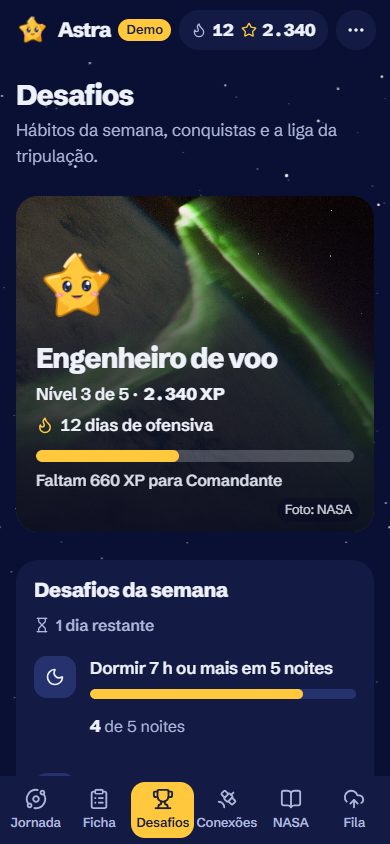 Astra Demo 12 2.340
Desafios
Hábitos da semana, conquistas e a liga da
tripulação.
Engenheiro de voo
Nível 3 de 5 · 2.340 XP
12 dias de ofensiva
Faltam 660 XP para Comandante
Foto: NASA
Desafios da semana
1 dia restante
Dormir 7 h ou mais em 5 noites
4 de 5 noites
Jornada Ficha Desafios Conexões NASA Fila